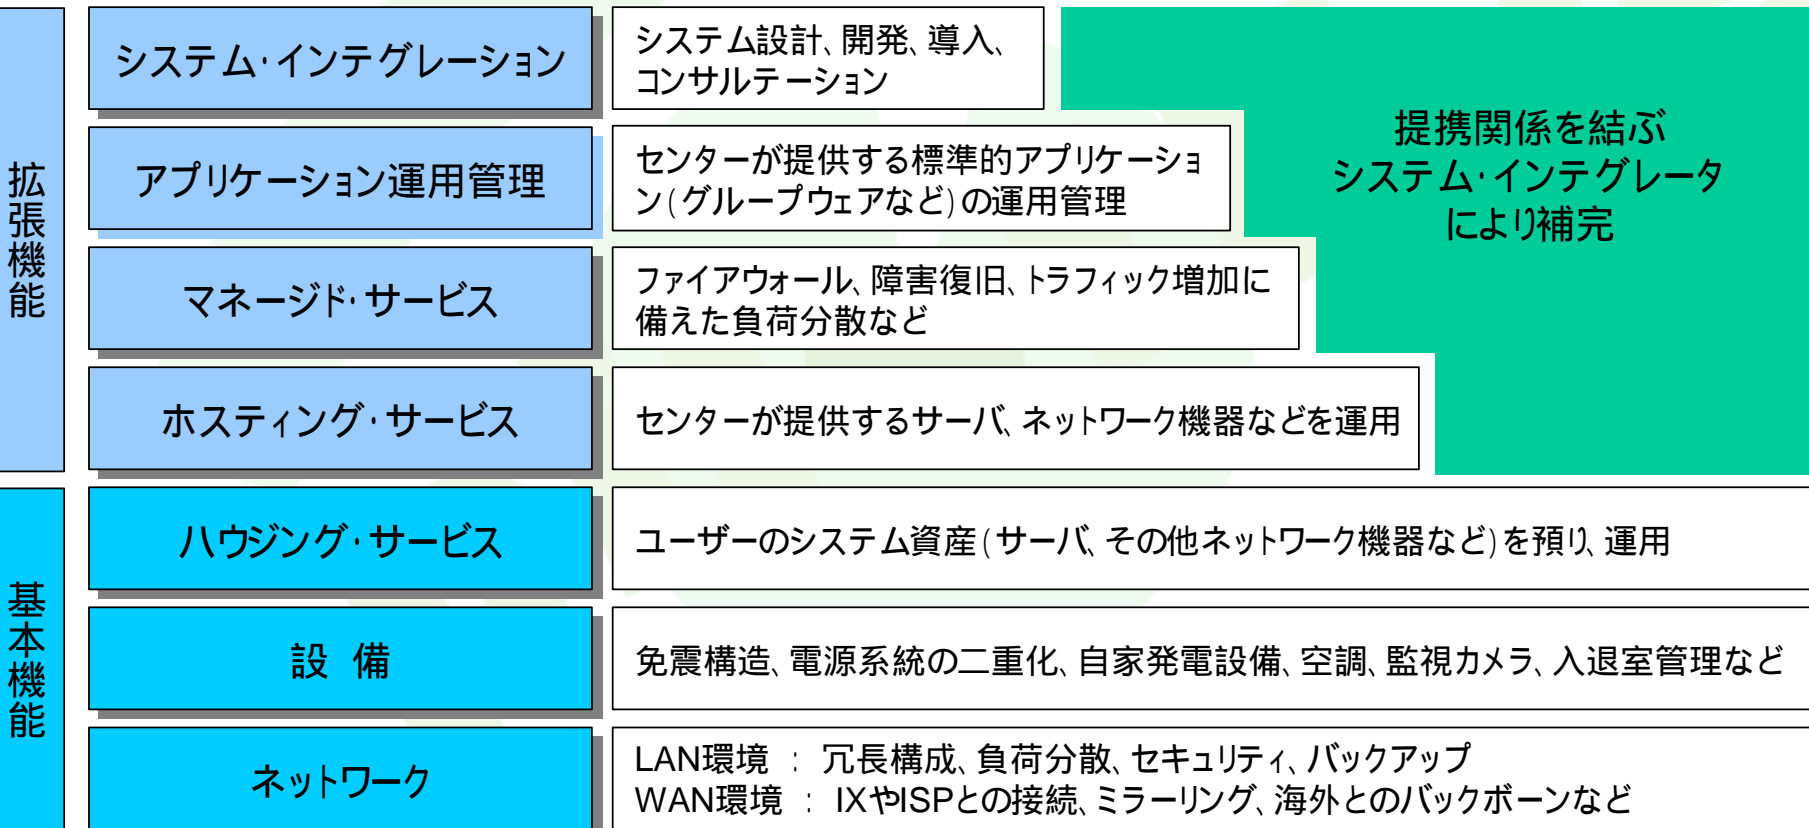 拡張機能
システム･インテグレーション
システム設計、開発、導入、
コンサルテーション
アプリケーション運用管理
センターが提供する標準的アプリケーショ
ン(グループウェアなど)の運用管理
マネージド･サービス
ファイアウォール、障害復旧、トラフィック増加に
備えた負荷分散など
ホスティング･サービス
センターが提供するサーバ、ネットワーク機器などを運用
提携関係を結ぶ
システム･インテグレータ
により補完
基本機能
ハウジング･サービス
ユーザーのシステム資産(サーバ、その他ネットワーク機器など)を預り、運用
設 備
免震構造、電源系統の二重化、自家発電設備、空調、監視カメラ、入退室管理など
ネットワーク
LAN環境 ： 冗長構成、負荷分散、セキュリティ、バックアップ
WAN環境 ： IXやISPとの接続、ミラーリング、海外とのバックボーンなど